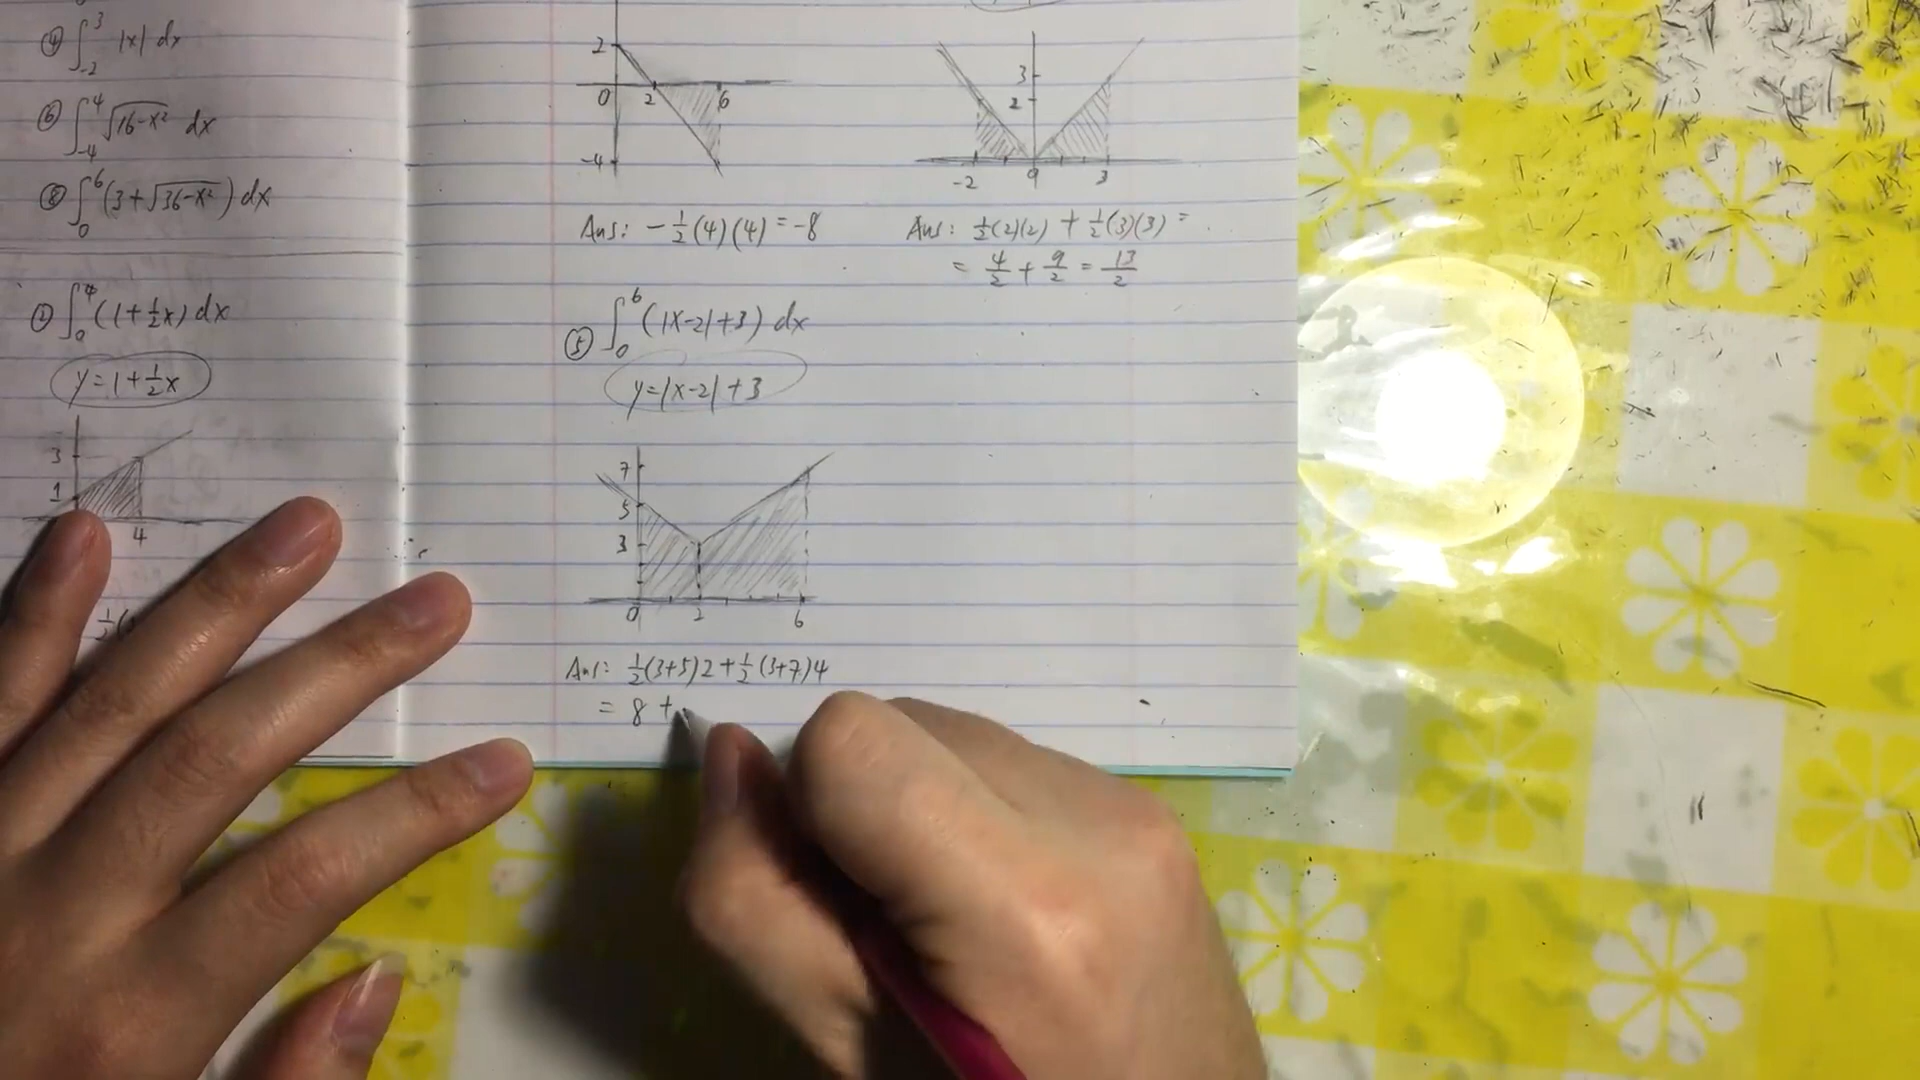 ④ ∫₋₂³ |x| dx
⑥ ∫₋₄⁴ √(16-x²) dx
⑧ ∫₀⁶ (3+√(36-x²)) dx
② ∫₀⁴ (1+½x) dx
y=1+½x
3
1
4
½(3
2
0 2 6
-4
Ans: -½(4)(4)=-8
3
2
-2 0 3
Ans: ½(2)(2) + ½(3)(3) =
= 4/2 + 9/2 = 13/2
⑤ ∫₀⁶ (|x-2|+3) dx
y=|x-2|+3
7
5
3
0 2 6
Ans: ½(3+5)2+½(3+7)4
= 8 +